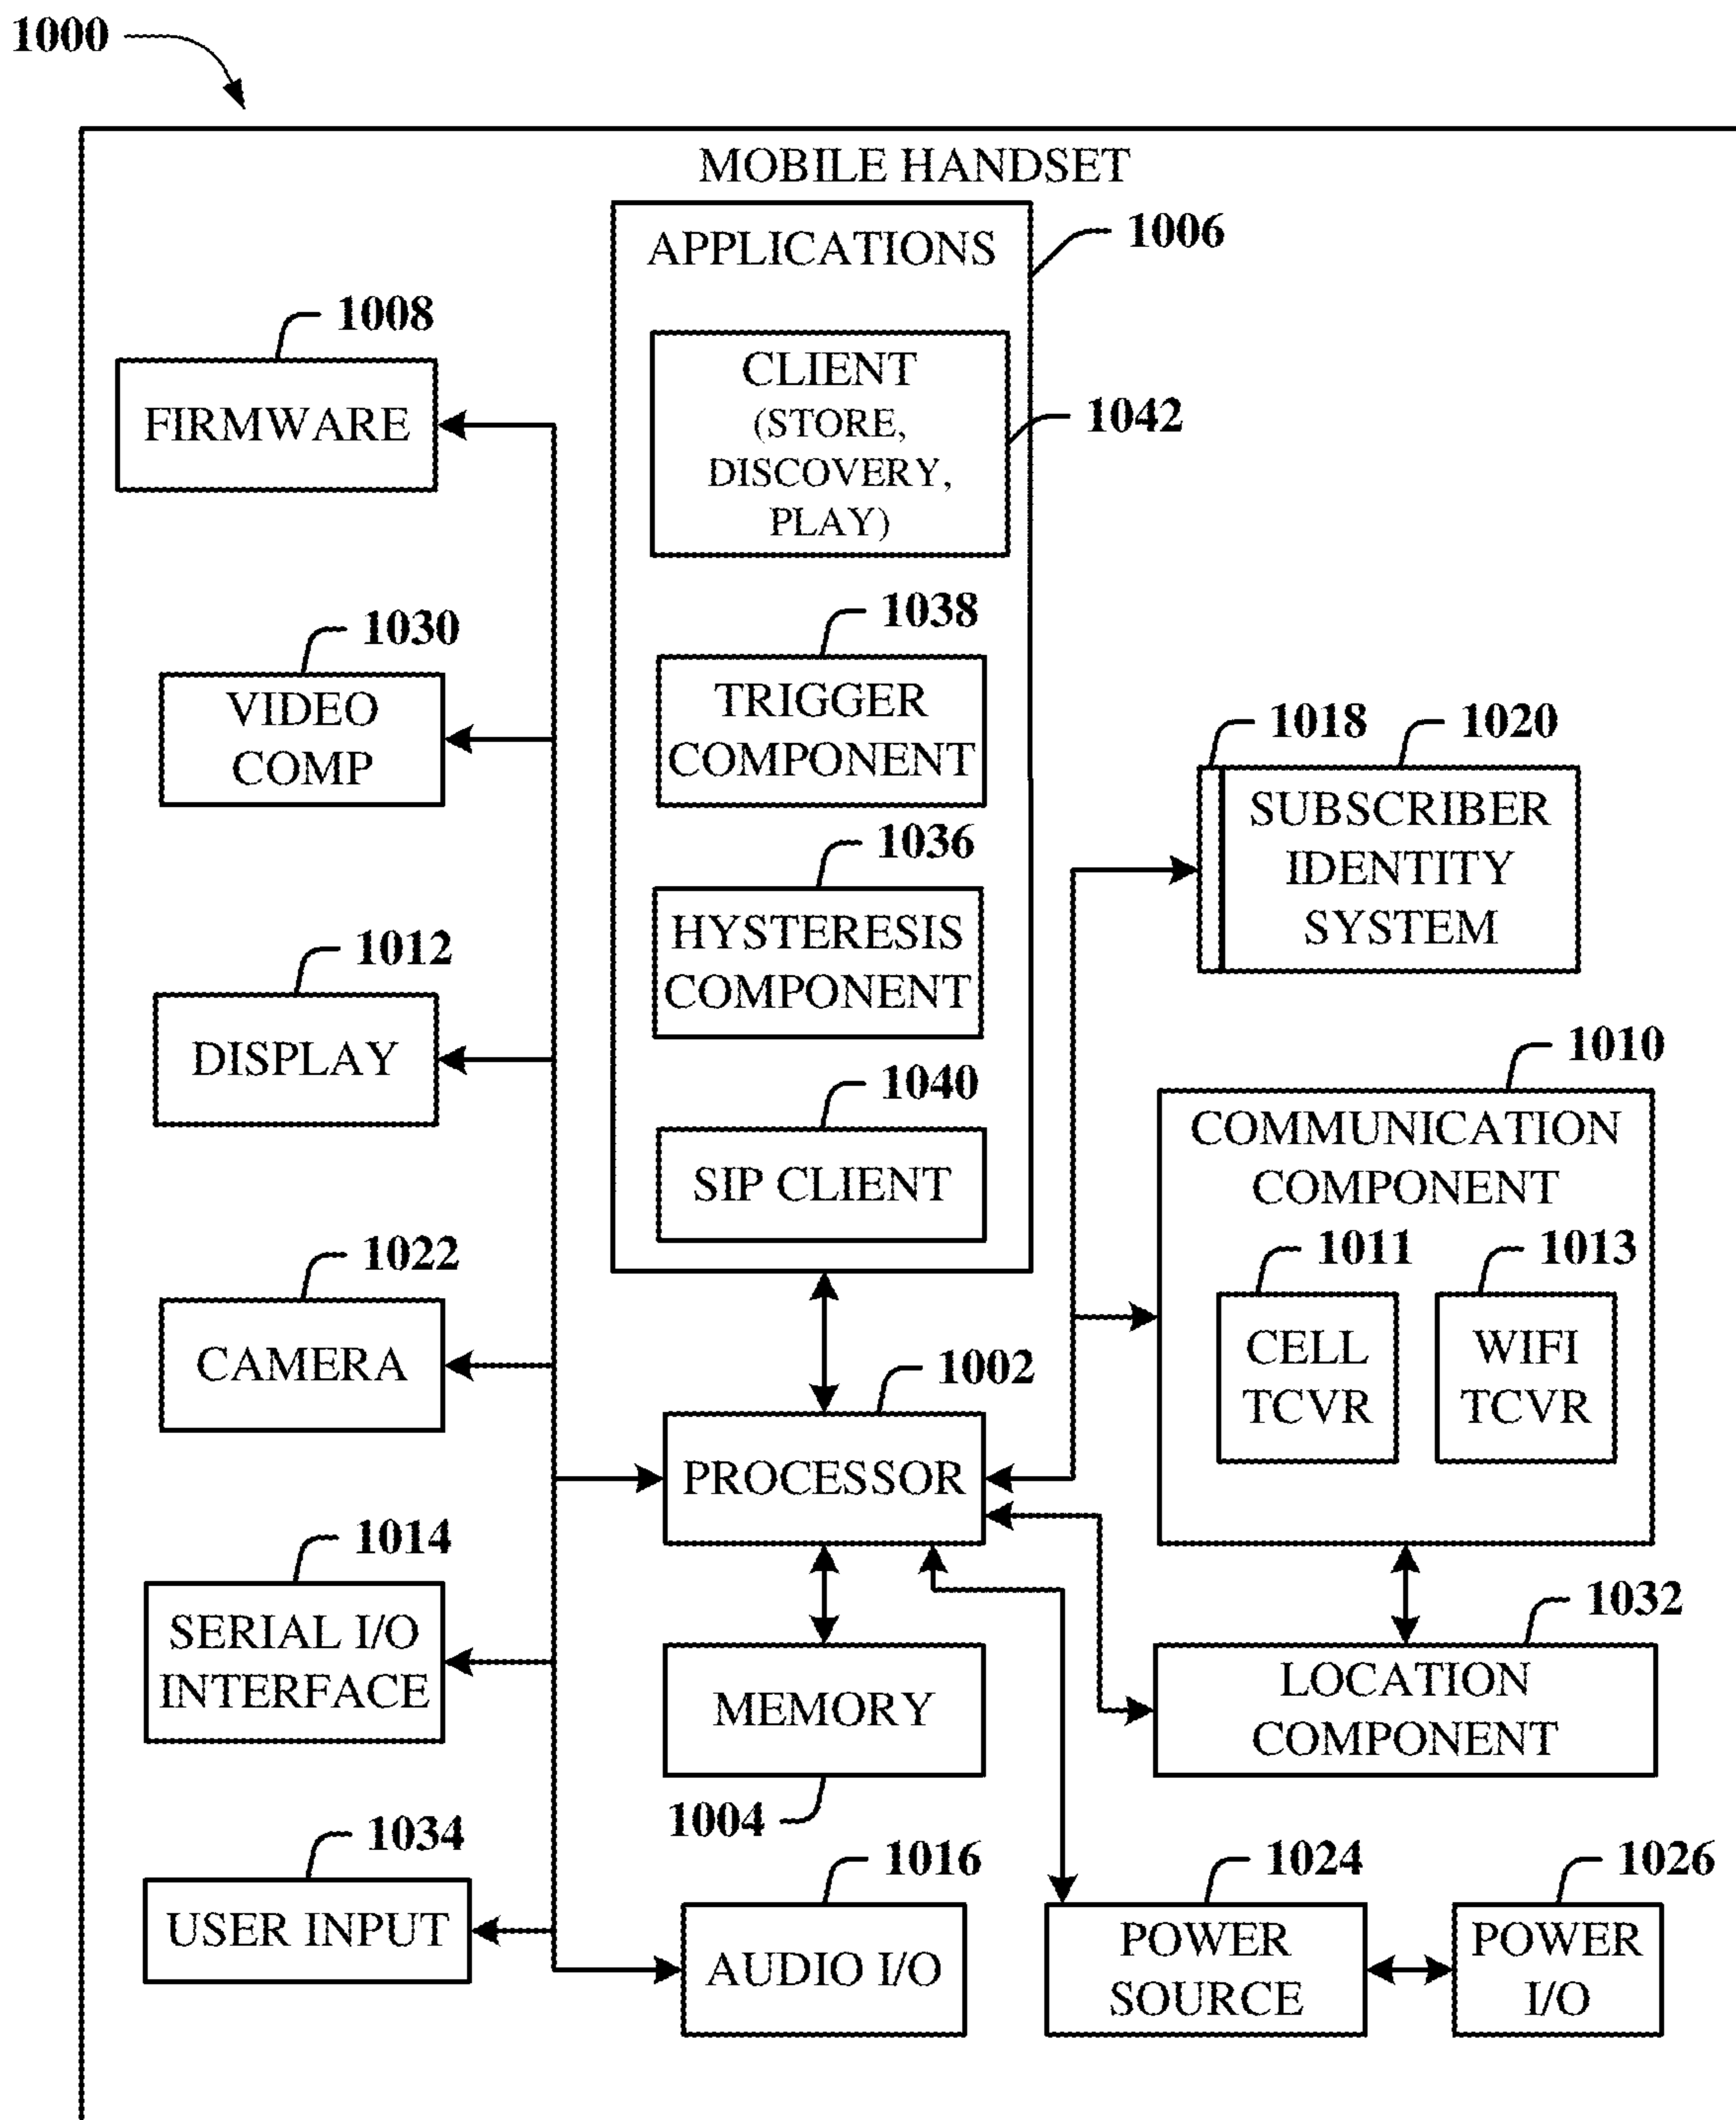 1000
MOBILE HANDSET
APPLICATIONS
1006
CLIENT
(STORE,
DISCOVERY,
PLAY)
1042
1038
TRIGGER
COMPONENT
1036
HYSTERESIS
COMPONENT
1040
SIP CLIENT
1008
FIRMWARE
1030
VIDEO
COMP
1012
DISPLAY
1022
CAMERA
1014
SERIAL I/O
INTERFACE
1034
USER INPUT
1002
PROCESSOR
MEMORY
1004
1016
AUDIO I/O
1018
1020
SUBSCRIBER
IDENTITY
SYSTEM
1010
COMMUNICATION
COMPONENT
1011
CELL
TCVR
1013
WIFI
TCVR
1032
LOCATION
COMPONENT
1024
POWER
SOURCE
1026
POWER
I/O